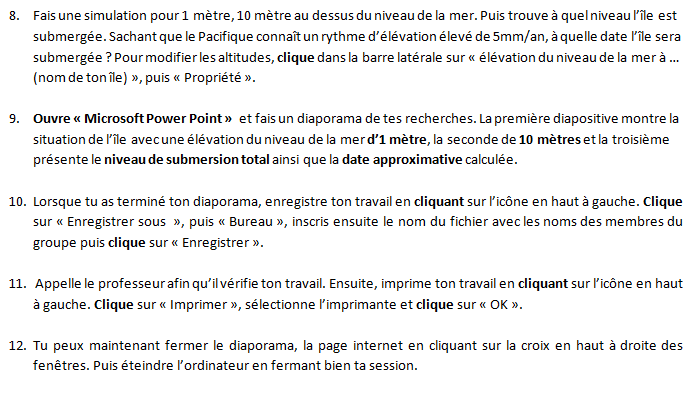 8. Fais une simulation pour 1 mètre, 10 mètre au dessus du niveau de la mer. Puis trouve à quel niveau l’île est
submergée. Sachant que le Pacifique connaît un rythme d’élévation élevé de 5mm/an, à quelle date l’île sera
submergée ? Pour modifier les altitudes, clique dans la barre latérale sur « élévation du niveau de la mer à ...
(nom de ton île) », puis « Propriété ».
9. Ouvre « Microsoft Power Point » et fais un diaporama de tes recherches. La première diapositive montre la
situation de l’île avec une élévation du niveau de la mer d’1 mètre, la seconde de 10 mètres et la troisième
présente le niveau de submersion total ainsi que la date approximative calculée.
10. Lorsque tu as terminé ton diaporama, enregistre ton travail en cliquant sur l’icône en haut à gauche. Clique
sur « Enregistrer sous », puis « Bureau », inscris ensuite le nom du fichier avec les noms des membres du
groupe puis clique sur « Enregistrer ».
11. Appelle le professeur afin qu’il vérifie ton travail. Ensuite, imprime ton travail en cliquant sur l’icône en haut
à gauche. Clique sur « Imprimer », sélectionne l’imprimante et clique sur « OK ».
12. Tu peux maintenant fermer le diaporama, la page internet en cliquant sur la croix en haut à droite des
fenêtres. Puis éteindre l’ordinateur en fermant bien ta session.